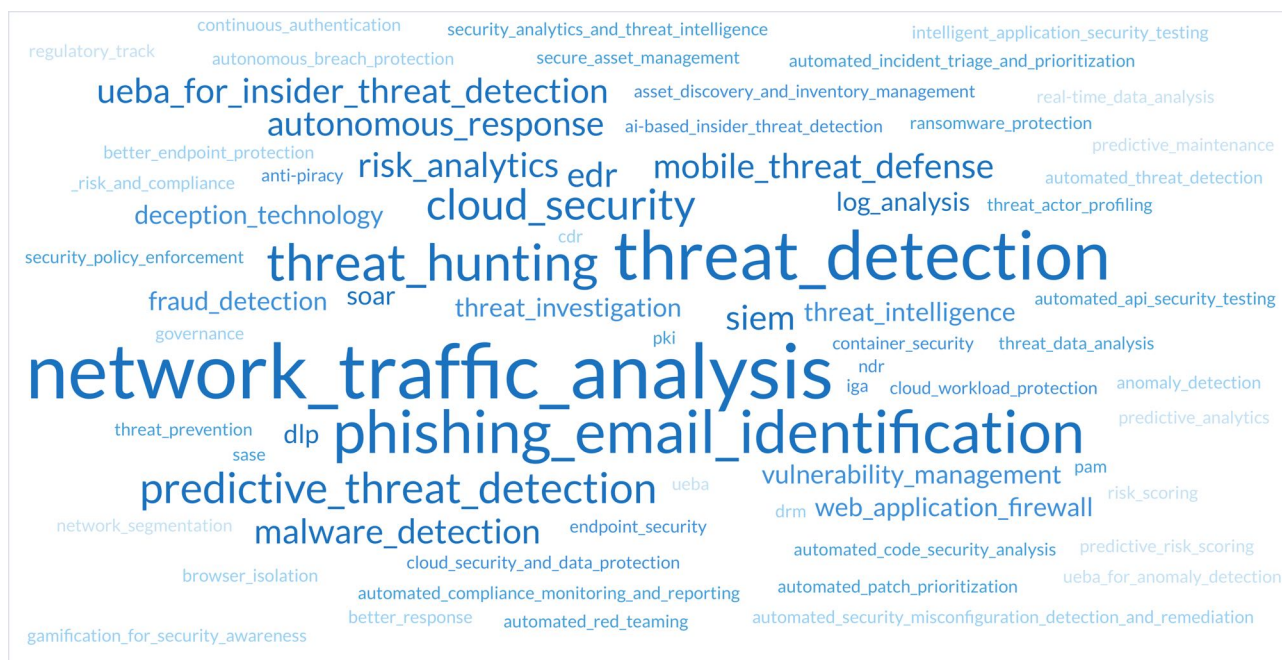 continuous_authentication
security_analytics_and_threat_intelligence
intelligent_application_security_testing
regulatory_track
autonomous_breach_protection
secure_asset_management
automated_incident_triage_and_prioritization
ueba_for_insider_threat_detection
asset_discovery_and_inventory_management
real-time_data_analysis
autonomous_response
ai-based_insider_threat_detection
ransomware_protection
better_endpoint_protection
risk_analytics
edr
mobile_threat_defense
predictive_maintenance
_risk_and_compliance
anti-piracy
automated_threat_detection
deception_technology
cloud_security
log_analysis
threat_actor_profiling
cdr
security_policy_enforcement
threat_hunting
threat_detection
fraud_detection
soar
threat_investigation
siem
threat_intelligence
automated_api_security_testing
governance
pki
container_security
threat_data_analysis
network_traffic_analysis
ndr
iga
cloud_workload_protection
anomaly_detection
threat_prevention
dlp
phishing_email_identification
predictive_analytics
sase
vulnerability_management
pam
predictive_threat_detection
ueba
risk_scoring
network_segmentation
malware_detection
endpoint_security
drm
web_application_firewall
cloud_security_and_data_protection
automated_code_security_analysis
predictive_risk_scoring
browser_isolation
automated_compliance_monitoring_and_reporting
automated_patch_prioritization
ueba_for_anomaly_detection
better_response
automated_red_teaming
automated_security_misconfiguration_detection_and_remediation
gamification_for_security_awareness